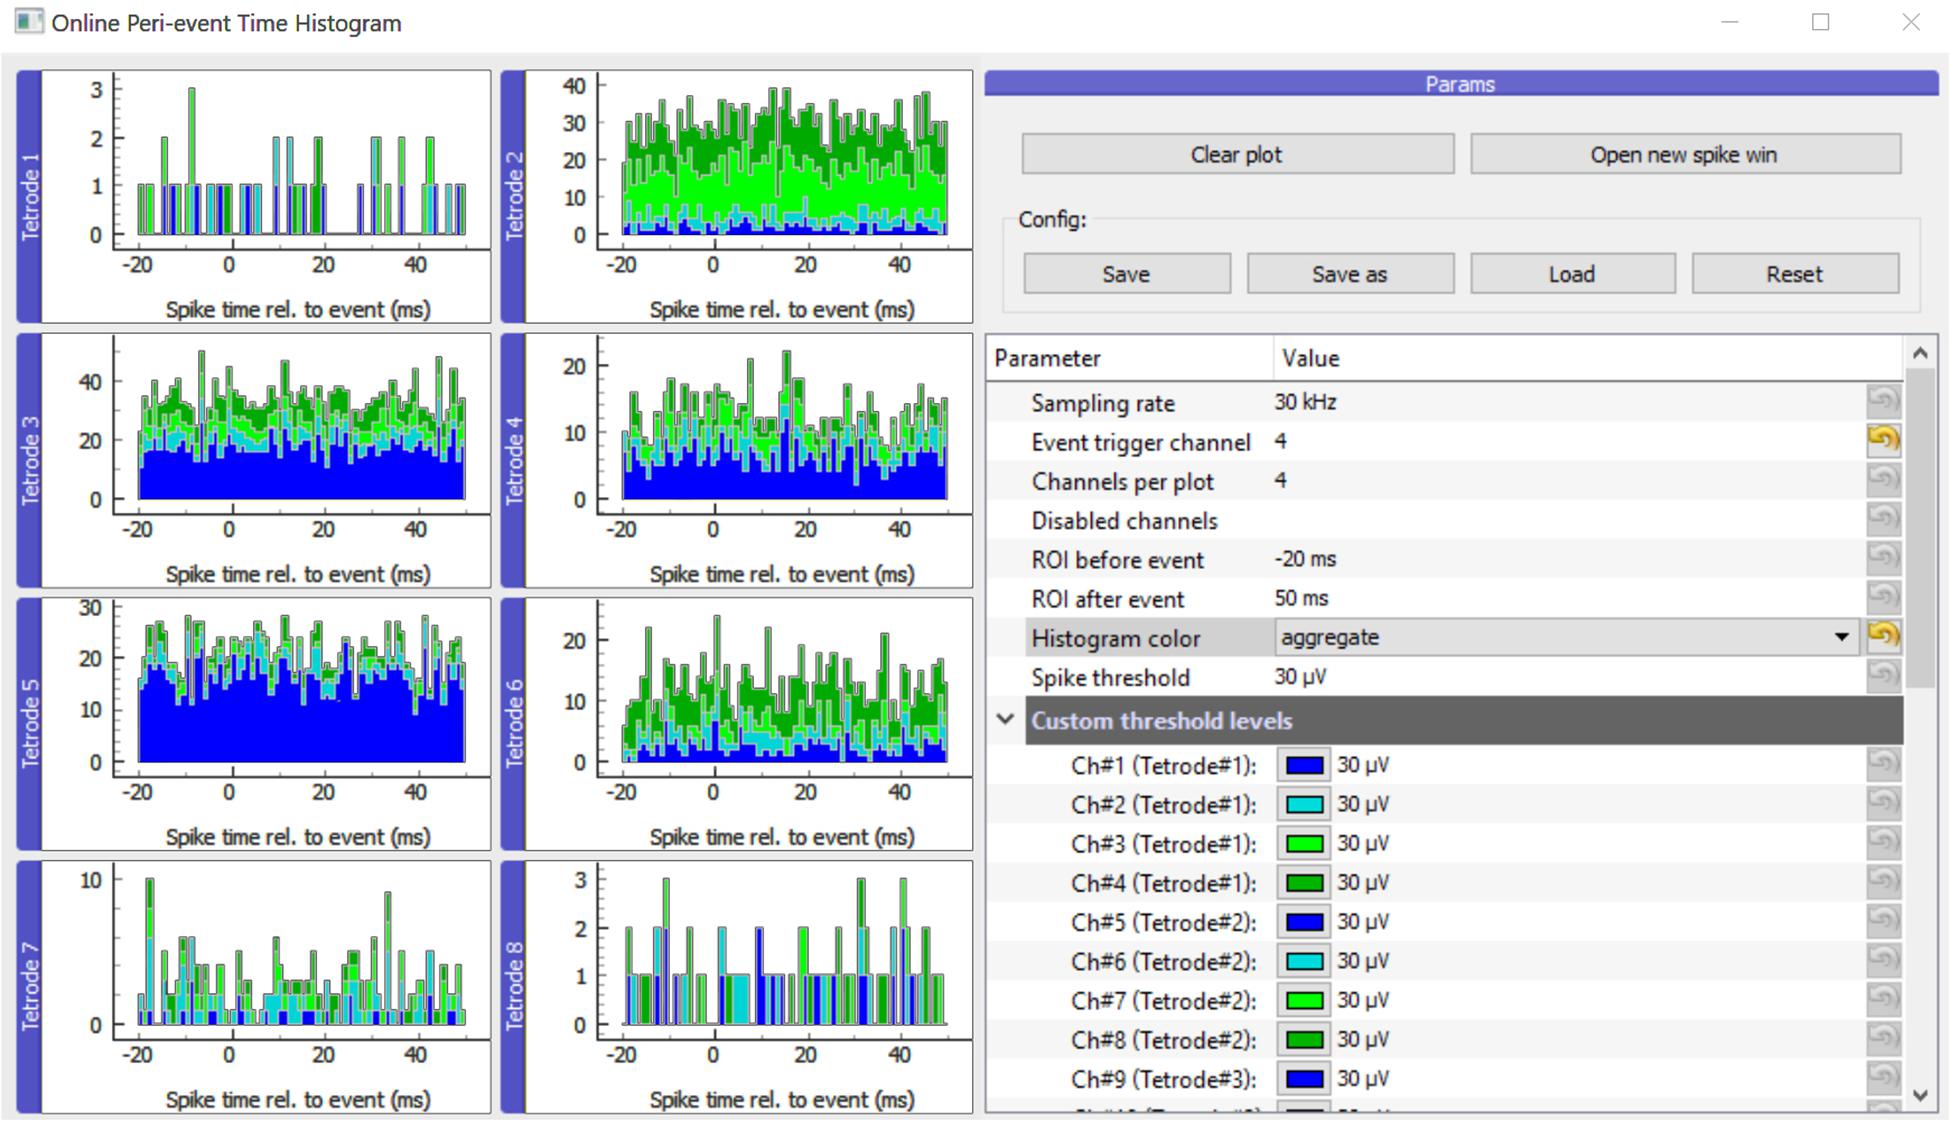 Online Peri-event Time Histogram
Tetrode 1
3
2
1
0
-20 0 20 40
Spike time rel. to event (ms)
Tetrode 2
40
30
20
10
0
-20 0 20 40
Spike time rel. to event (ms)
Tetrode 3
40
20
0
-20 0 20 40
Spike time rel. to event (ms)
Tetrode 4
20
10
0
-20 0 20 40
Spike time rel. to event (ms)
Tetrode 5
30
20
10
0
-20 0 20 40
Spike time rel. to event (ms)
Tetrode 6
20
10
0
-20 0 20 40
Spike time rel. to event (ms)
Tetrode 7
10
0
-20 0 20 40
Spike time rel. to event (ms)
Tetrode 8
3
2
1
0
-20 0 20 40
Spike time rel. to event (ms)
Params
Clear plot Open new spike win
Config:
Save Save as Load Reset
Parameter Value
Sampling rate 30 kHz
Event trigger channel 4
Channels per plot 4
Disabled channels
ROI before event -20 ms
ROI after event 50 ms
Histogram color aggregate
Spike threshold 30 µV
Custom threshold levels
Ch#1 (Tetrode#1): 30 µV
Ch#2 (Tetrode#1): 30 µV
Ch#3 (Tetrode#1): 30 µV
Ch#4 (Tetrode#1): 30 µV
Ch#5 (Tetrode#2): 30 µV
Ch#6 (Tetrode#2): 30 µV
Ch#7 (Tetrode#2): 30 µV
Ch#8 (Tetrode#2): 30 µV
Ch#9 (Tetrode#3): 30 µV